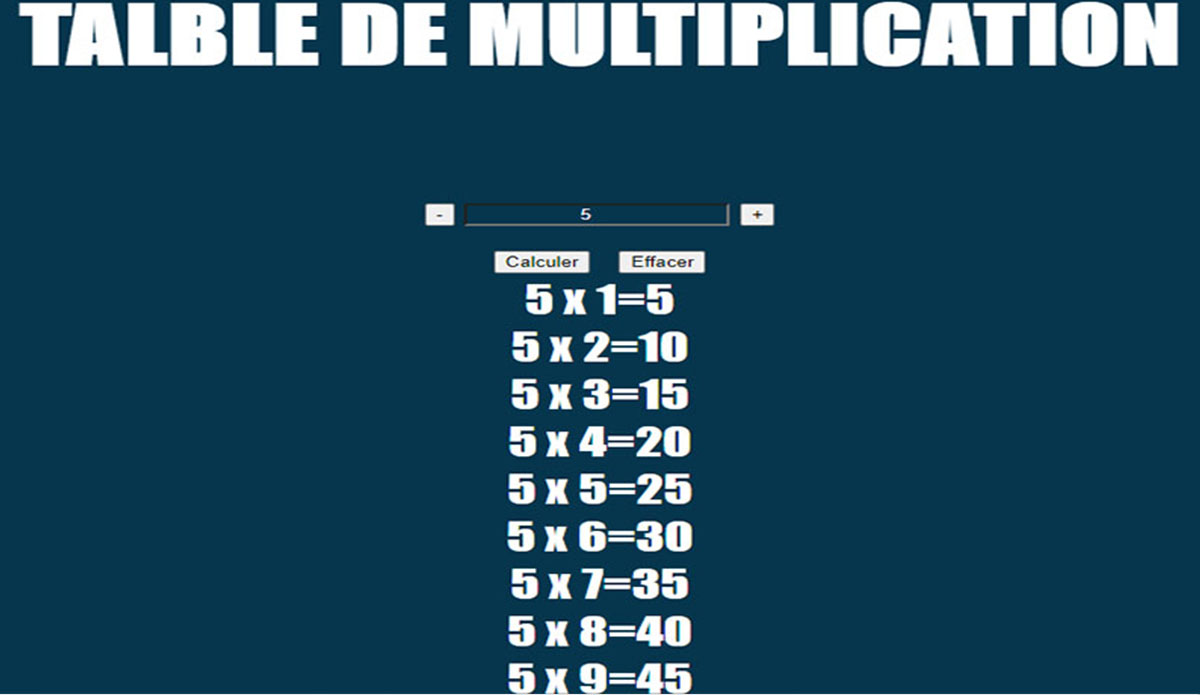 TALBLE DE MULTIPLICATION
- 5 +
Calculer Effacer
5 x 1=5
5 x 2=10
5 x 3=15
5 x 4=20
5 x 5=25
5 x 6=30
5 x 7=35
5 x 8=40
5 x 9=45